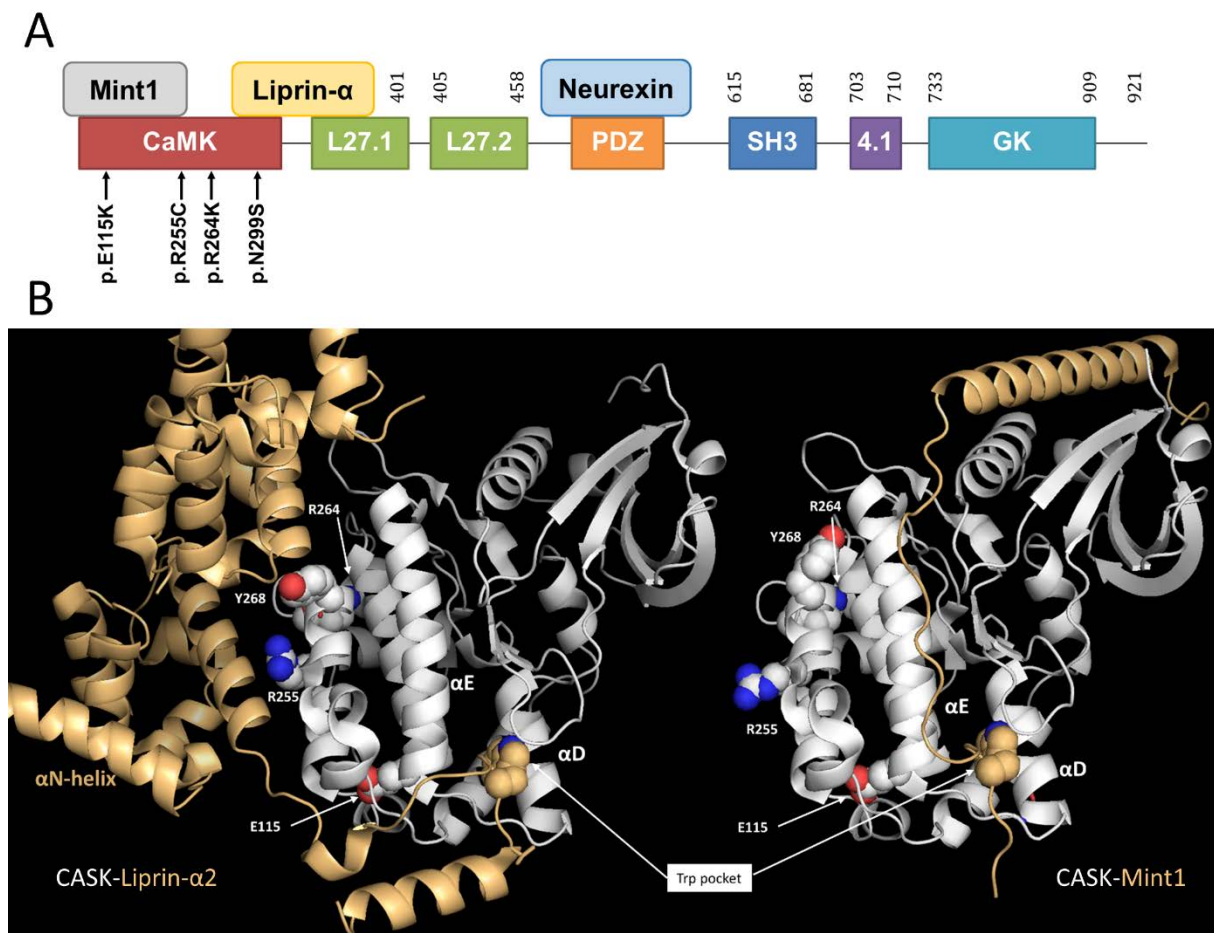 A
Mint1
Liprin-α
401
405
458
Neurexin
615
681
703
710
733
909
921
CaMK
L27.1
L27.2
PDZ
SH3
4.1
GK
p.E115K
p.R255C
p.R264K
p.N299S
B
R264
Y268
R255
αE
αD
αN-helix
E115
CASK-Liprin-α2
Trp pocket
R264
Y268
R255
αE
αD
E115
CASK-Mint1